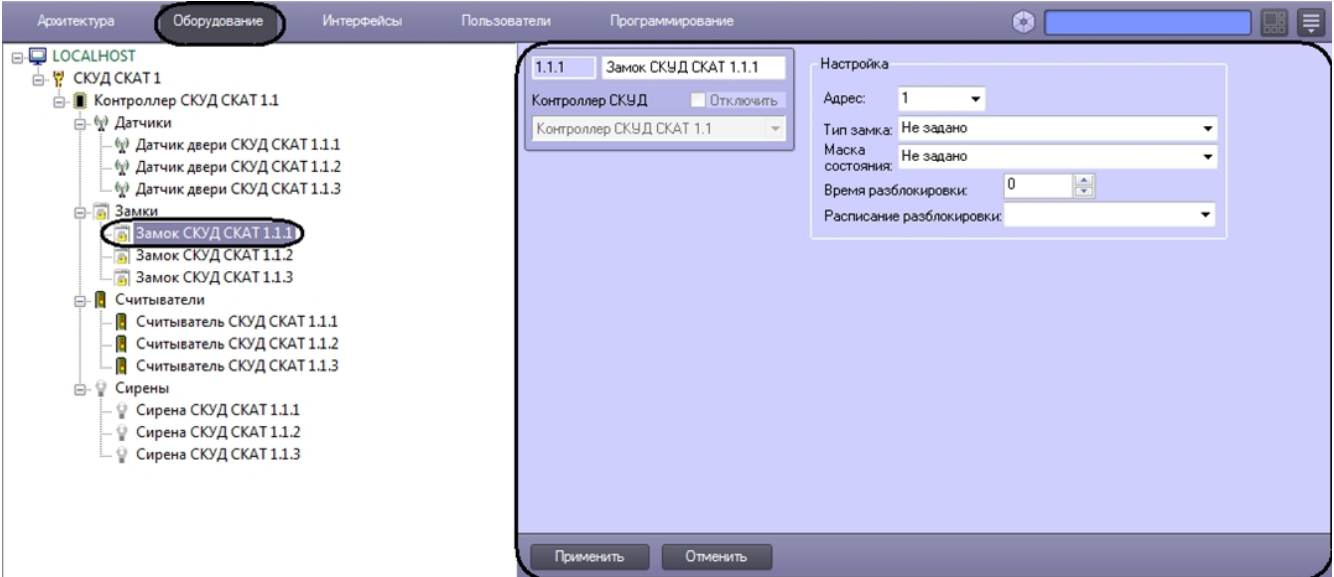 Архитектура Оборудование Интерфейсы Пользователи Программирование
LOCALHOST
СКУД СКАТ 1
Контроллер СКУД СКАТ 1.1
Датчики
Датчик двери СКУД СКАТ 1.1.1
Датчик двери СКУД СКАТ 1.1.2
Датчик двери СКУД СКАТ 1.1.3
Замки
Замок СКУД СКАТ 1.1.1
Замок СКУД СКАТ 1.1.2
Замок СКУД СКАТ 1.1.3
Считыватели
Считыватель СКУД СКАТ 1.1.1
Считыватель СКУД СКАТ 1.1.2
Считыватель СКУД СКАТ 1.1.3
Сирены
Сирена СКУД СКАТ 1.1.1
Сирена СКУД СКАТ 1.1.2
Сирена СКУД СКАТ 1.1.3
1.1.1 Замок СКУД СКАТ 1.1.1
Контроллер СКУД Отключить
Контроллер СКУД СКАТ 1.1
Настройка
Адрес: 1
Тип замка: Не задано
Маска состояния: Не задано
Время разблокировки: 0
Расписание разблокировки:
Применить Отменить